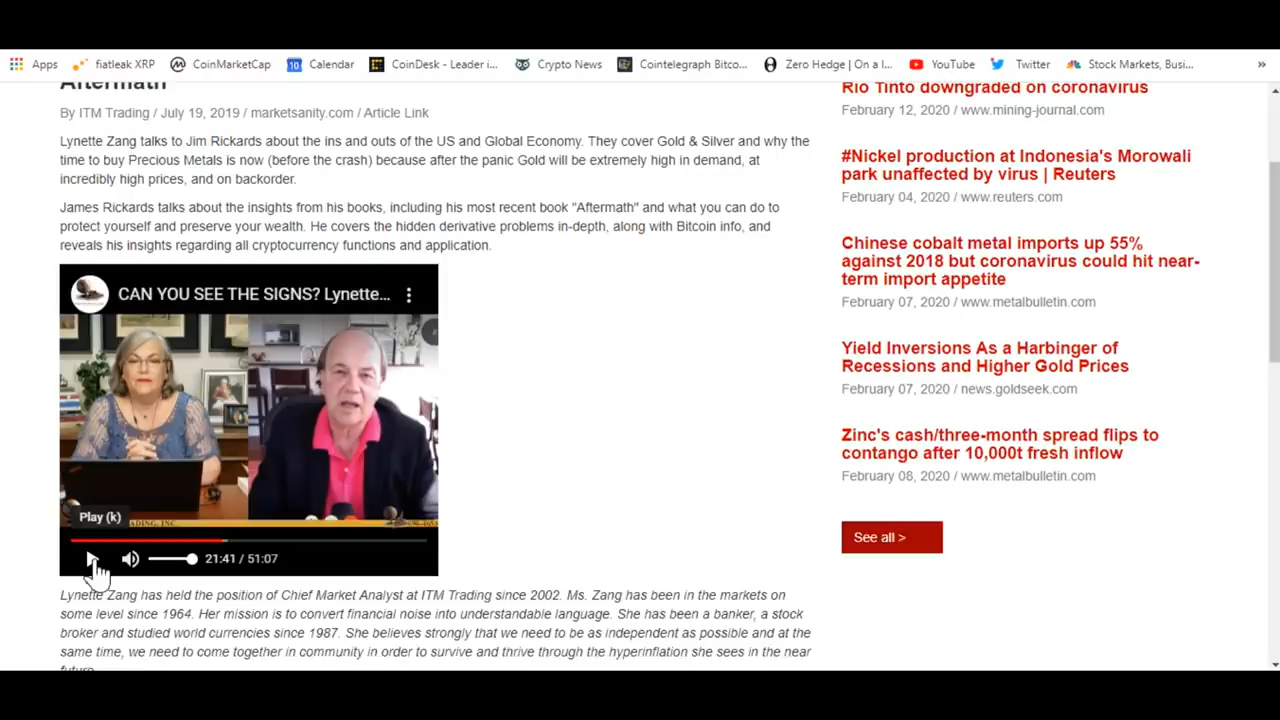 Apps fiatleak XRP CoinMarketCap Calendar CoinDesk - Leader i... Crypto News Cointelegraph Bitco... Zero Hedge | On a l... YouTube Twitter Stock Markets, Busi... »
Aftermath
By ITM Trading / July 19, 2019 / marketsanity.com / Article Link
Lynette Zang talks to Jim Rickards about the ins and outs of the US and Global Economy. They cover Gold & Silver and why the
time to buy Precious Metals is now (before the crash) because after the panic Gold will be extremely high in demand, at
incredibly high prices, and on backorder.
James Rickards talks about the insights from his books, including his most recent book "Aftermath" and what you can do to
protect yourself and preserve your wealth. He covers the hidden derivative problems in-depth, along with Bitcoin info, and
reveals his insights regarding all cryptocurrency functions and application.
CAN YOU SEE THE SIGNS? Lynette...
Play (k)
ADING, INC
21:41 / 51:07
Lynette Zang has held the position of Chief Market Analyst at ITM Trading since 2002. Ms. Zang has been in the markets on
some level since 1964. Her mission is to convert financial noise into understandable language. She has been a banker, a stock
broker and studied world currencies since 1987. She believes strongly that we need to be as independent as possible and at the
same time, we need to come together in community in order to survive and thrive through the hyperinflation she sees in the near
future.
Rio Tinto downgraded on coronavirus
February 12, 2020 / www.mining-journal.com
#Nickel production at Indonesia's Morowali
park unaffected by virus | Reuters
February 04, 2020 / www.reuters.com
Chinese cobalt metal imports up 55%
against 2018 but coronavirus could hit near-
term import appetite
February 07, 2020 / www.metalbulletin.com
Yield Inversions As a Harbinger of
Recessions and Higher Gold Prices
February 07, 2020 / news.goldseek.com
Zinc's cash/three-month spread flips to
contango after 10,000t fresh inflow
February 08, 2020 / www.metalbulletin.com
See all >